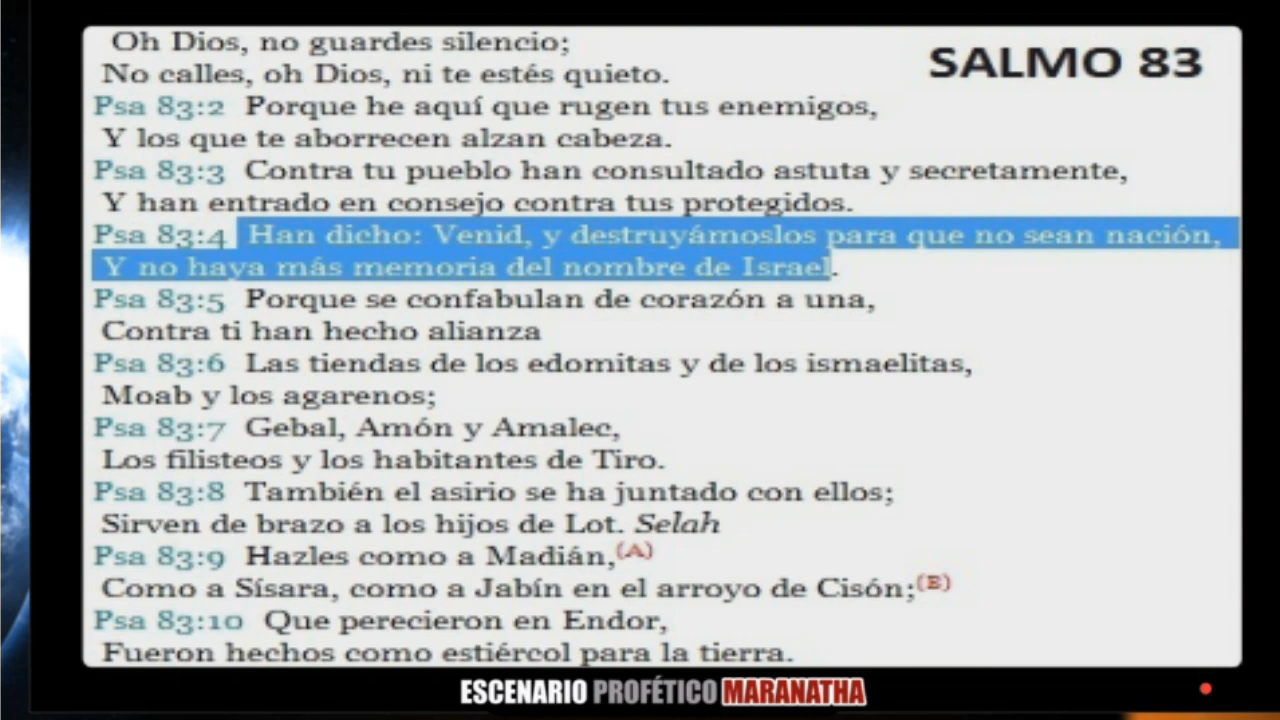 Oh Dios, no guardes silencio;
SALMO 83
No calles, oh Dios, ni te estés quieto.
Psa 83:2 Porque he aquí que rugen tus enemigos,
Y los que te aborrecen alzan cabeza.
Psa 83:3 Contra tu pueblo han consultado astuta y secretamente,
Y han entrado en consejo contra tus protegidos.
Psa 83:4 Han dicho: Venid, y destruyámoslos para que no sean nación,
Y no haya más memoria del nombre de Israel.
Psa 83:5 Porque se confabulan de corazón a una,
Contra ti han hecho alianza
Psa 83:6 Las tiendas de los edomitas y de los ismaelitas,
Moab y los agarenos;
Psa 83:7 Gebal, Amón y Amalec,
Los filisteos y los habitantes de Tiro.
Psa 83:8 También el asirio se ha juntado con ellos;
Sirven de brazo a los hijos de Lot. Selah
Psa 83:9 Hazles como a Madián,(A)
Como a Sísara, como a Jabín en el arroyo de Cisón;(B)
Psa 83:10 Que perecieron en Endor,
Fueron hechos como estiércol para la tierra.
ESCENARIO PROFÉTICO MARANATHA